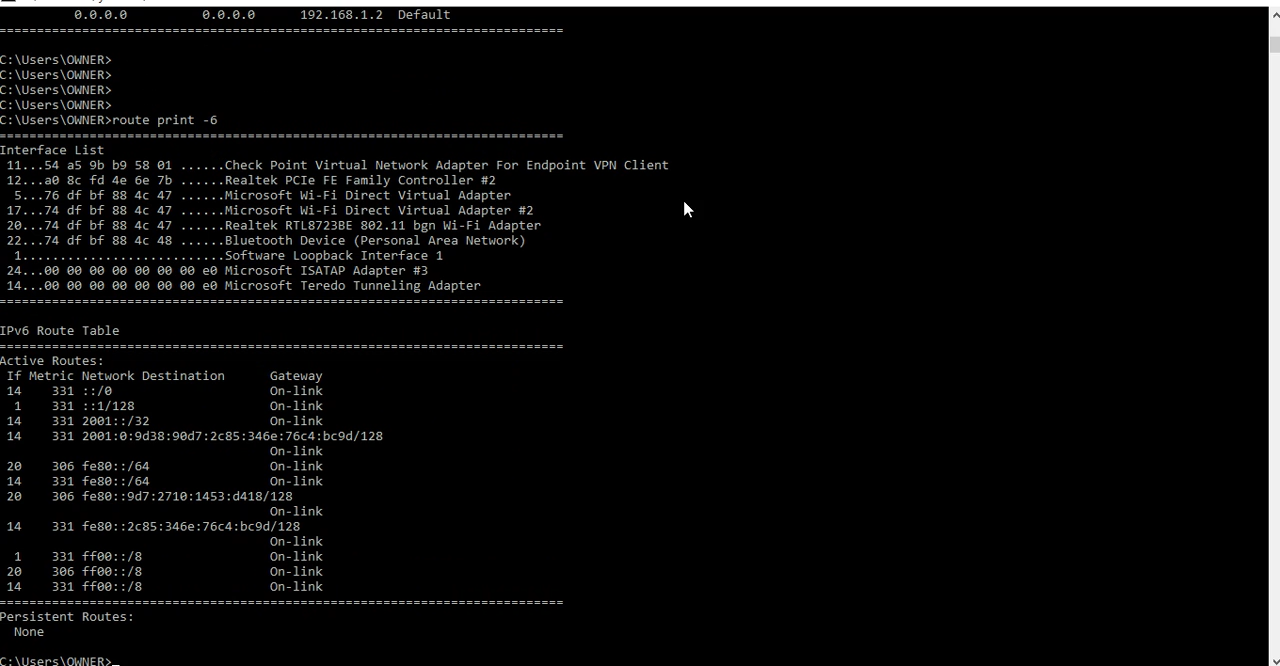 0.0.0.0 0.0.0.0 192.168.1.2 Default
===========================================================================
C:\Users\OWNER>
C:\Users\OWNER>
C:\Users\OWNER>
C:\Users\OWNER>
C:\Users\OWNER>route print -6
===========================================================================
Interface List
11...54 a5 9b b9 58 01 ......Check Point Virtual Network Adapter For Endpoint VPN Client
12...a0 8c fd 4e 6e 7b ......Realtek PCIe FE Family Controller #2
5...76 df bf 88 4c 47 ......Microsoft Wi-Fi Direct Virtual Adapter
17...74 df bf 88 4c 47 ......Microsoft Wi-Fi Direct Virtual Adapter #2
20...74 df bf 88 4c 47 ......Realtek RTL8723BE 802.11 bgn Wi-Fi Adapter
22...74 df bf 88 4c 48 ......Bluetooth Device (Personal Area Network)
1...........................Software Loopback Interface 1
24...00 00 00 00 00 00 00 e0 Microsoft ISATAP Adapter #3
14...00 00 00 00 00 00 00 e0 Microsoft Teredo Tunneling Adapter
===========================================================================
IPv6 Route Table
===========================================================================
Active Routes:
If Metric Network Destination Gateway
14 331 ::/0 On-link
1 331 ::1/128 On-link
14 331 2001::/32 On-link
14 331 2001:0:9d38:90d7:2c85:346e:76c4:bc9d/128
On-link
20 306 fe80::/64 On-link
14 331 fe80::/64 On-link
20 306 fe80::9d7:2710:1453:d418/128
On-link
14 331 fe80::2c85:346e:76c4:bc9d/128
On-link
1 331 ff00::/8 On-link
20 306 ff00::/8 On-link
14 331 ff00::/8 On-link
===========================================================================
Persistent Routes:
None
C:\Users\OWNER>_